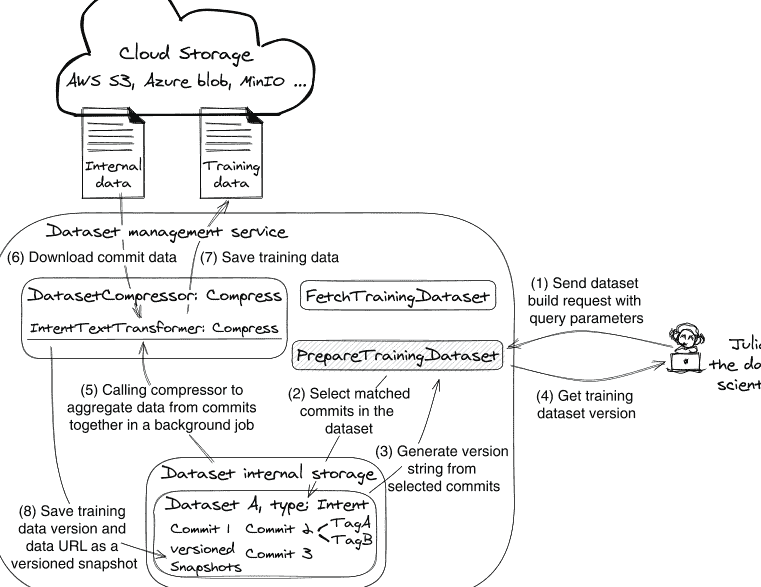 Cloud Storage
AWS S3, Azure blob, MinIO ...
Internal
data
Training
data
Dataset management service
(6) Download commit data
(7) Save training data
DatasetCompressor: Compress
IntentTextTransformer: Compress
FetchTrainingDataset
PrepareTrainingDataset
(1) Send dataset
build request with
query parameters
the
(4) Get training
dataset version
(5) Calling compressor to
aggregate data from commits
together in a background job
(2) Select matched
commits in the
dataset
(3) Generate version
string from
selected commits
Dataset internal storage
Dataset A, type: Intent
Commit 1
Commit 2
TagA
TagB
versioned
snapshots
Commit 3
(8) Save training
data version and
data URL as a
versioned snapshot